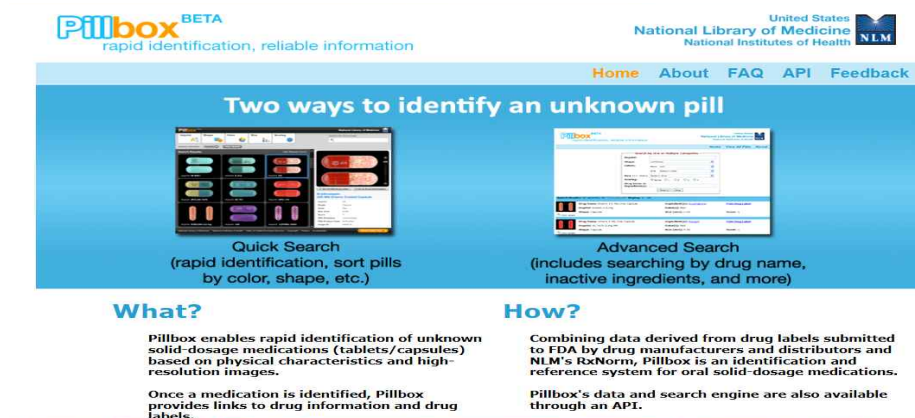 Pillbox BETA
rapid identification, reliable information
United States
National Library of Medicine
National Institutes of Health
NLM
Home About FAQ API Feedback
Two ways to identify an unknown pill
Quick Search
(rapid identification, sort pills
by color, shape, etc.)
Advanced Search
(includes searching by drug name,
inactive ingredients, and more)
What?
Pillbox enables rapid identification of unknown
solid-dosage medications (tablets/capsules)
based on physical characteristics and high-
resolution images.
Once a medication is identified, Pillbox
provides links to drug information and drug
labels.
How?
Combining data derived from drug labels submitted
to FDA by drug manufacturers and distributors and
NLM's RxNorm, Pillbox is an identification and
reference system for oral solid-dosage medications.
Pillbox's data and search engine are also available
through an API.